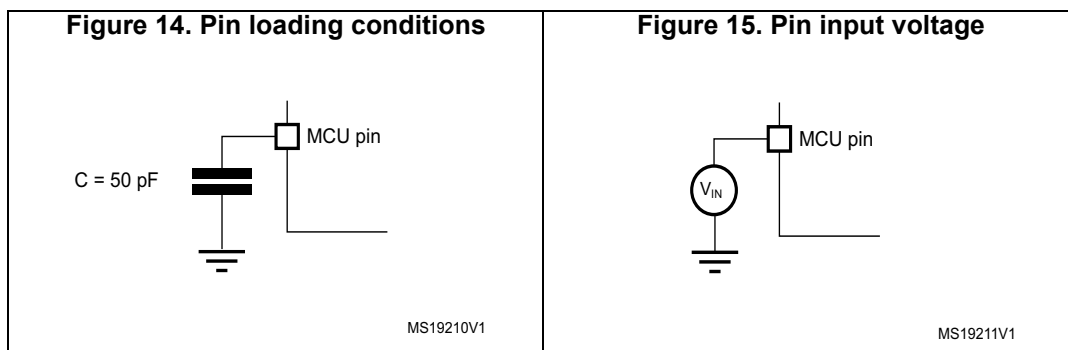 Figure 14. Pin loading conditions
MCU pin
C = 50 pF
MS19210V1
Figure 15. Pin input voltage
MCU pin
VIN
MS19211V1